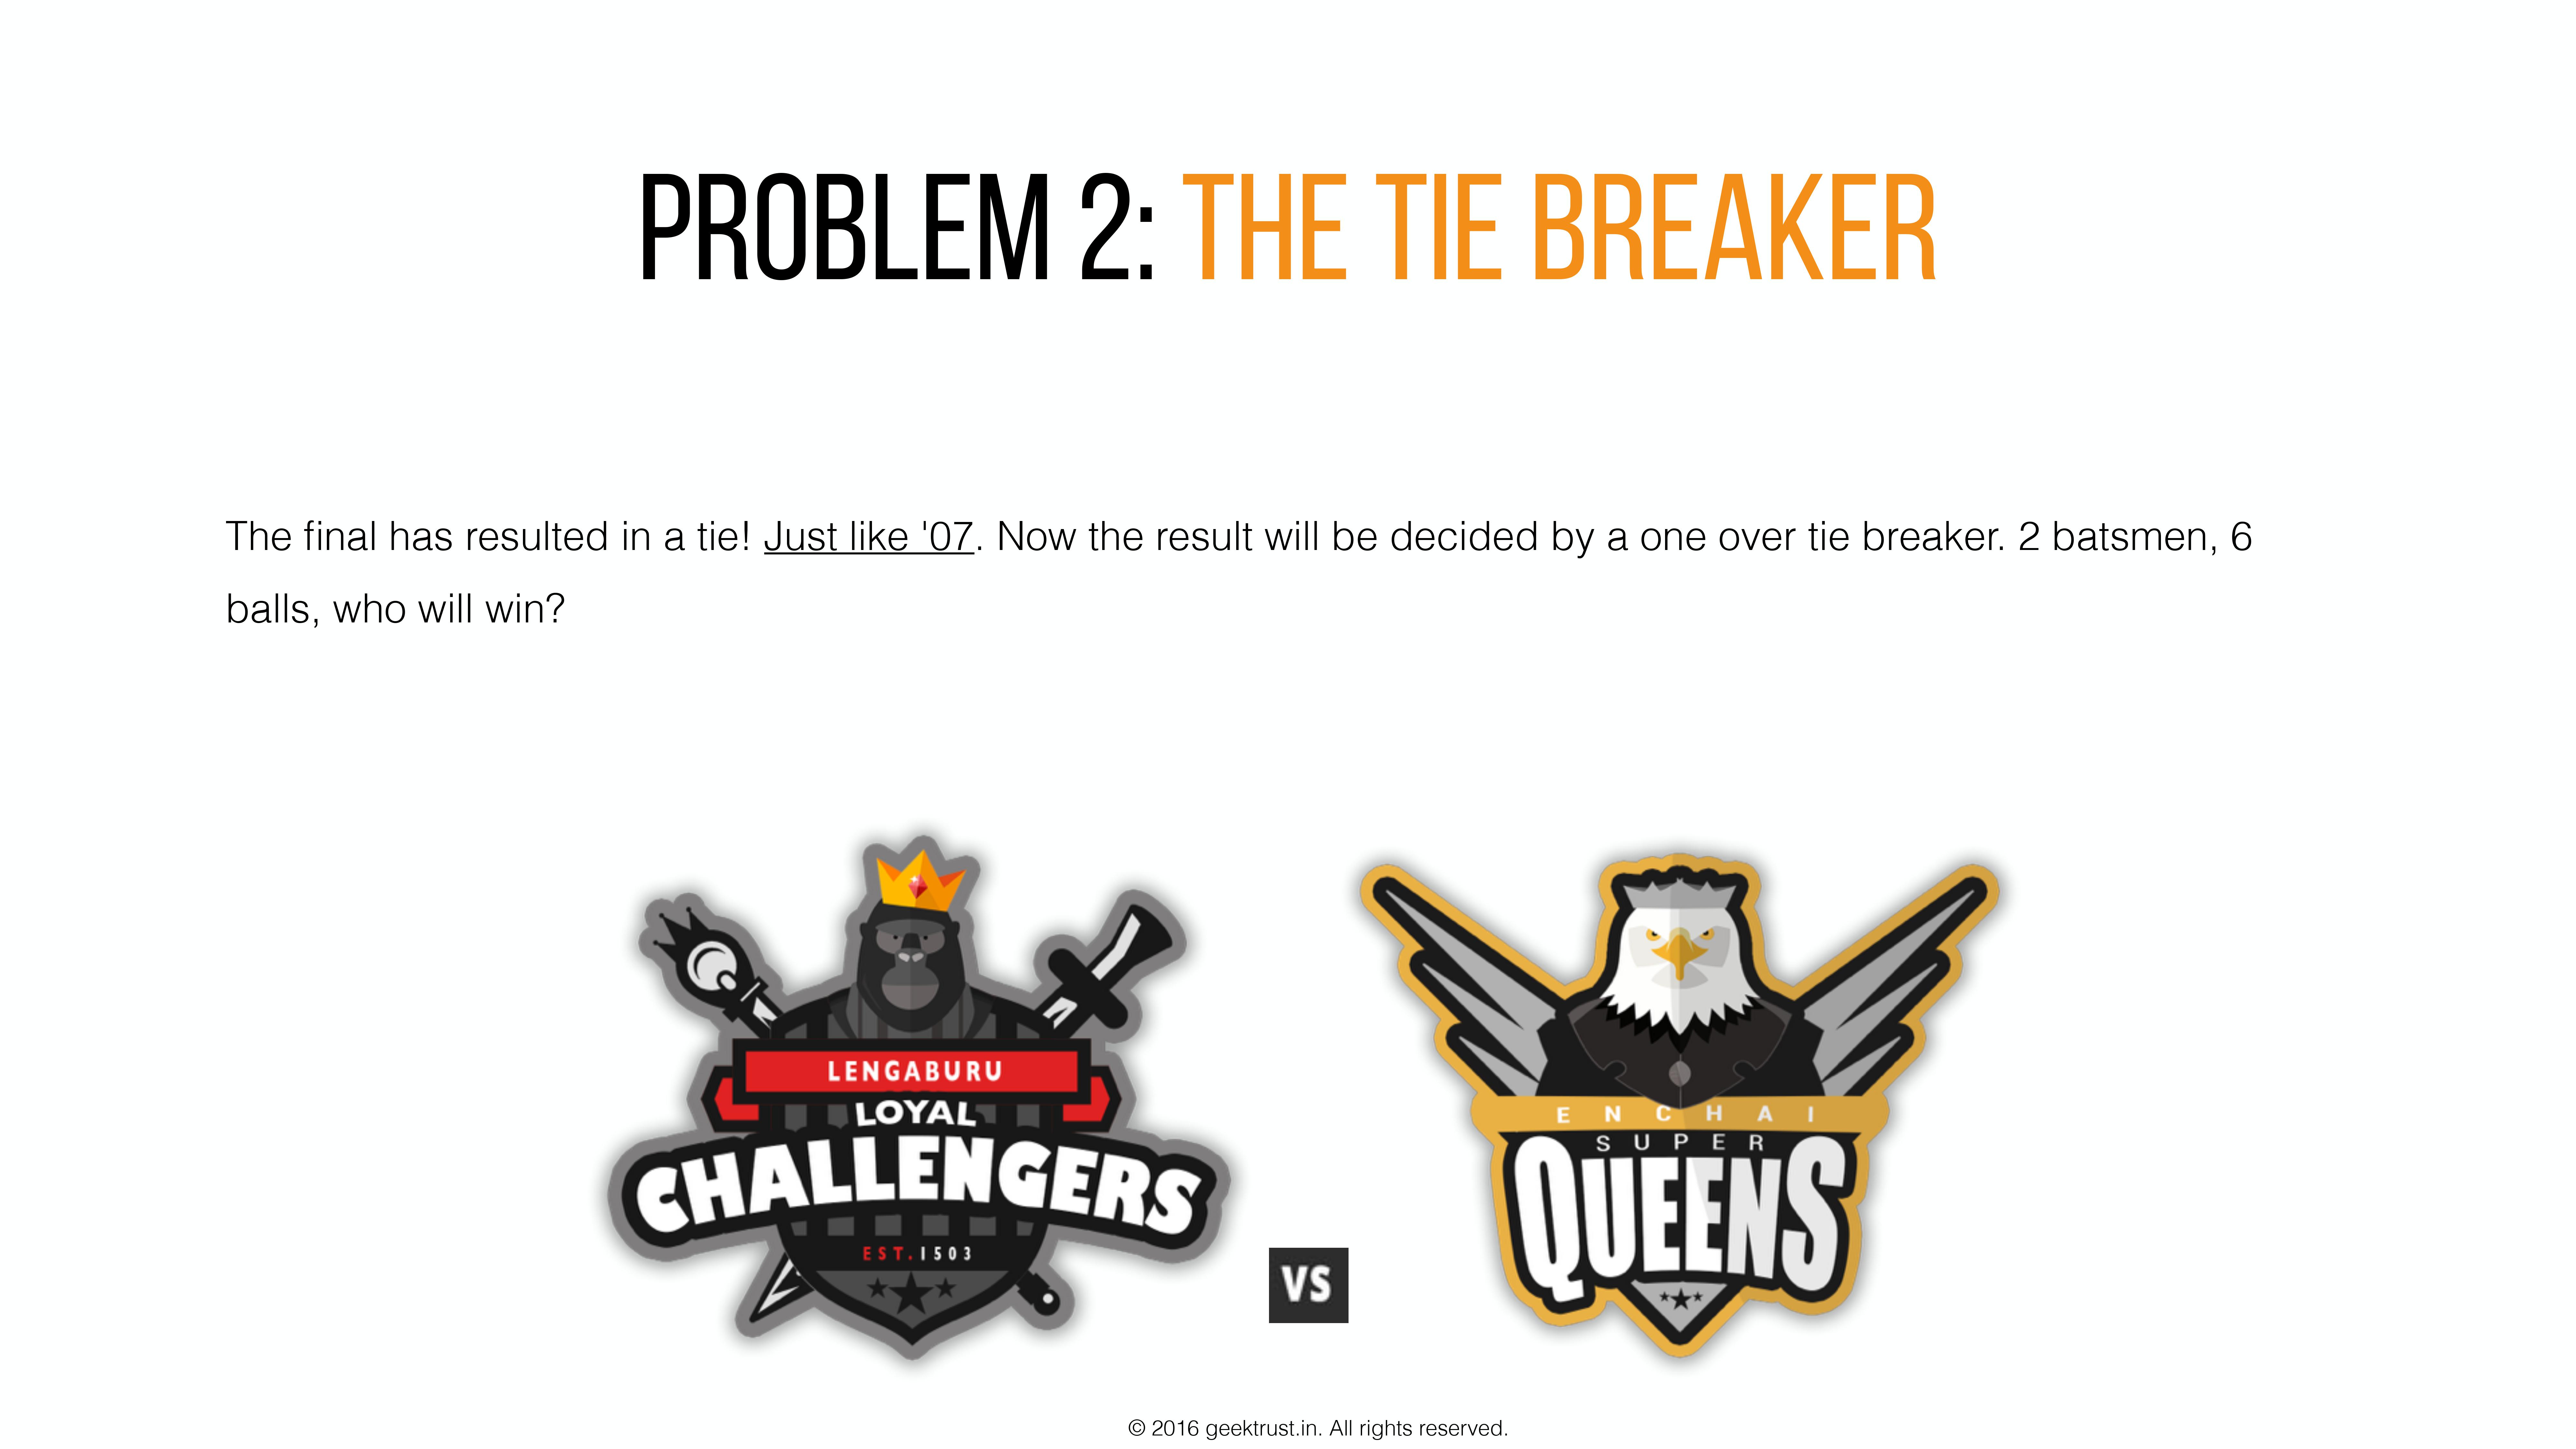 PROBLEM 2: THE TIE BREAKER
The final has resulted in a tie! Just like '07. Now the result will be decided by a one over tie breaker. 2 batsmen, 6
balls, who will win?
LENGABURU
LOYAL
CHALLENGERS
EST.1503
VS
ENCHAI
SUPER
QUEENS
© 2016 geektrust.in. All rights reserved.